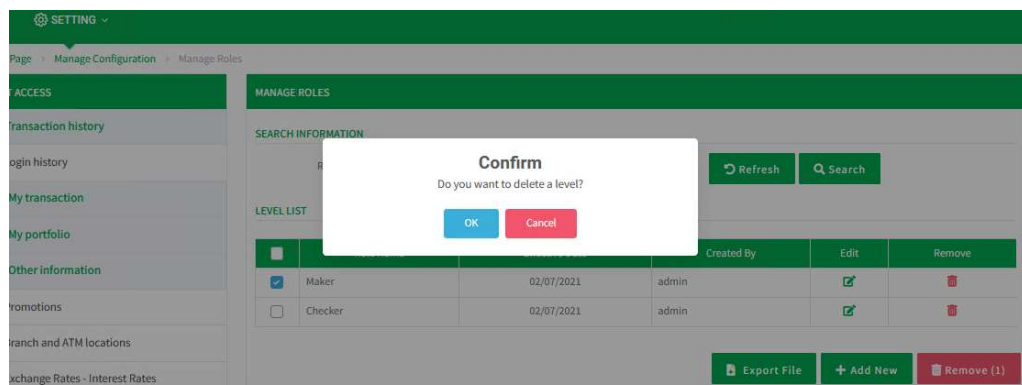 SETTING
Page > Manage Configuration > Manage Roles
ACCESS
MANAGE ROLES
Transaction history
SEARCH INFORMATION
ogin history
Confirm
Do you want to delete a level?
Refresh
Search
My transaction
LEVEL LIST
OK
Cancel
My portfolio
Created By
Edit
Remove
Other information
Maker
02/07/2021
admin
Promotions
Checker
02/07/2021
admin
Branch and ATM locations
xchange Rates - Interest Rates
Export File
+ Add New
Remove (1)